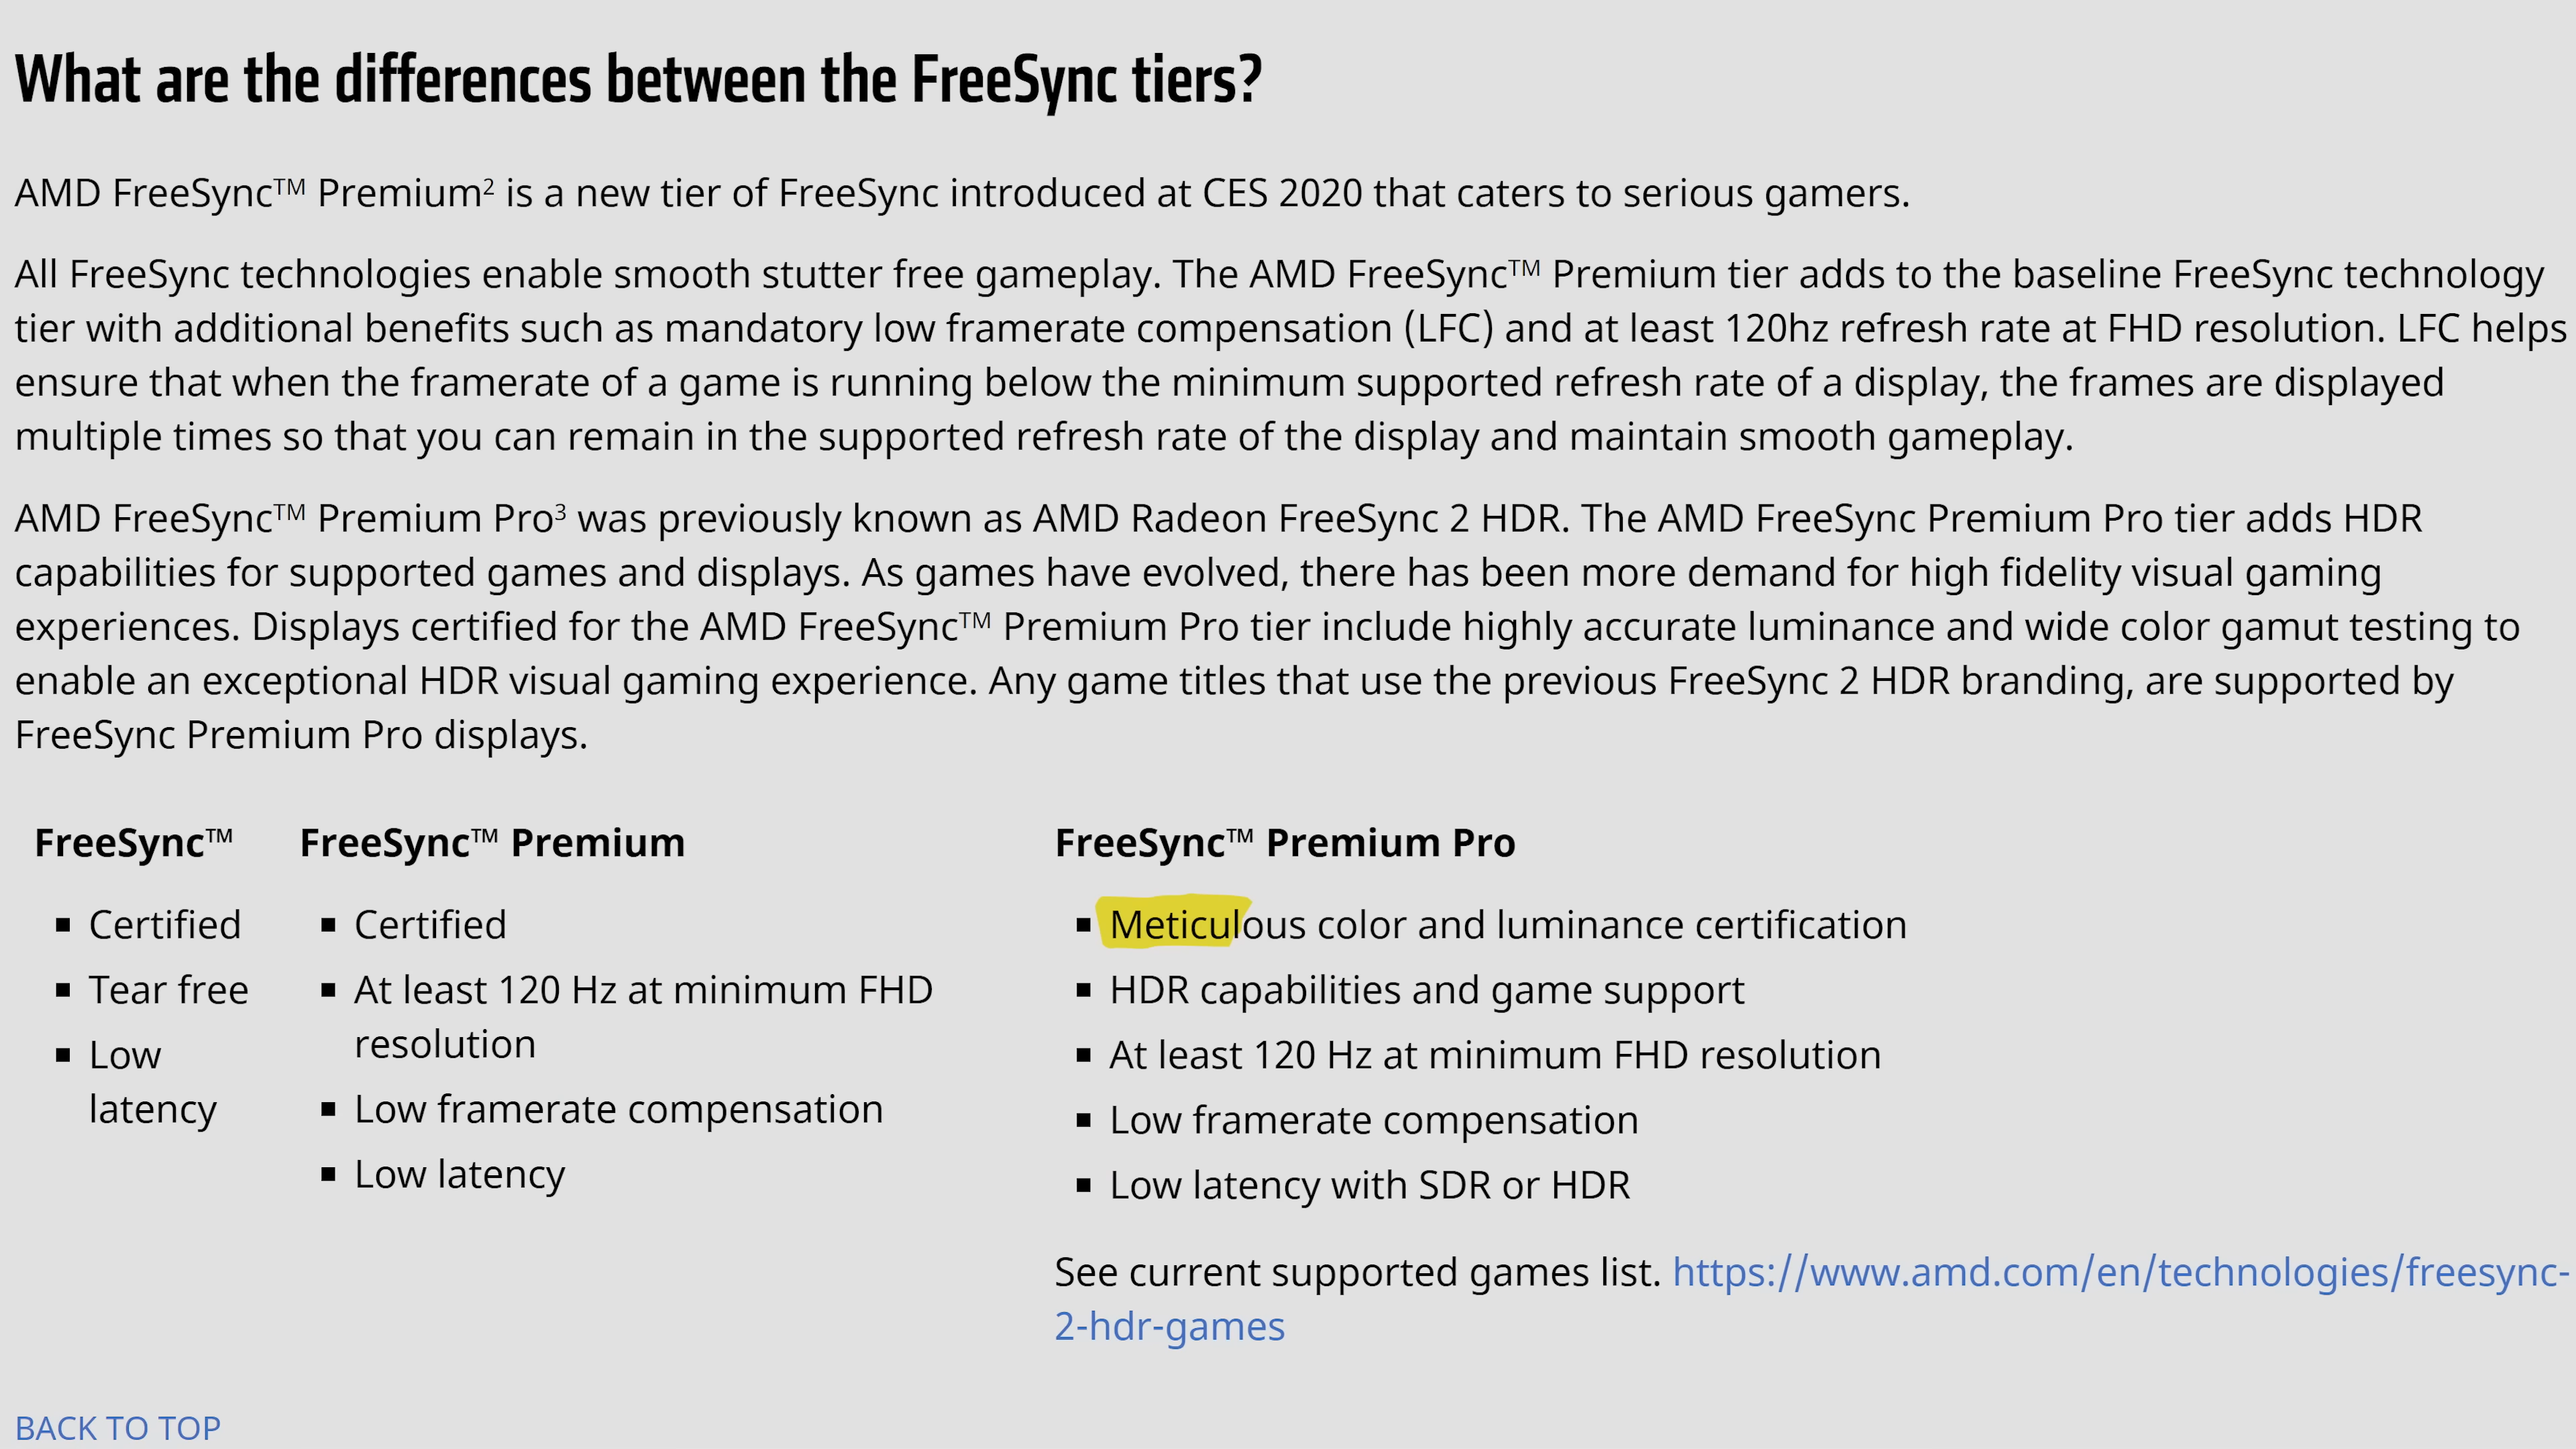 What are the differences between the FreeSync tiers?
AMD FreeSync™ Premium² is a new tier of FreeSync introduced at CES 2020 that caters to serious gamers.
All FreeSync technologies enable smooth stutter free gameplay. The AMD FreeSync™ Premium tier adds to the baseline FreeSync technology
tier with additional benefits such as mandatory low framerate compensation (LFC) and at least 120hz refresh rate at FHD resolution. LFC helps
ensure that when the framerate of a game is running below the minimum supported refresh rate of a display, the frames are displayed
multiple times so that you can remain in the supported refresh rate of the display and maintain smooth gameplay.
AMD FreeSync™ Premium Pro³ was previously known as AMD Radeon FreeSync 2 HDR. The AMD FreeSync Premium Pro tier adds HDR
capabilities for supported games and displays. As games have evolved, there has been more demand for high fidelity visual gaming
experiences. Displays certified for the AMD FreeSync™ Premium Pro tier include highly accurate luminance and wide color gamut testing to
enable an exceptional HDR visual gaming experience. Any game titles that use the previous FreeSync 2 HDR branding, are supported by
FreeSync Premium Pro displays.
FreeSync™
▪ Certified
▪ Tear free
▪ Low
latency
FreeSync™ Premium
▪ Certified
▪ At least 120 Hz at minimum FHD
resolution
▪ Low framerate compensation
▪ Low latency
FreeSync™ Premium Pro
▪ Meticulous color and luminance certification
▪ HDR capabilities and game support
▪ At least 120 Hz at minimum FHD resolution
▪ Low framerate compensation
▪ Low latency with SDR or HDR
See current supported games list. https://www.amd.com/en/technologies/freesync-
2-hdr-games
BACK TO TOP